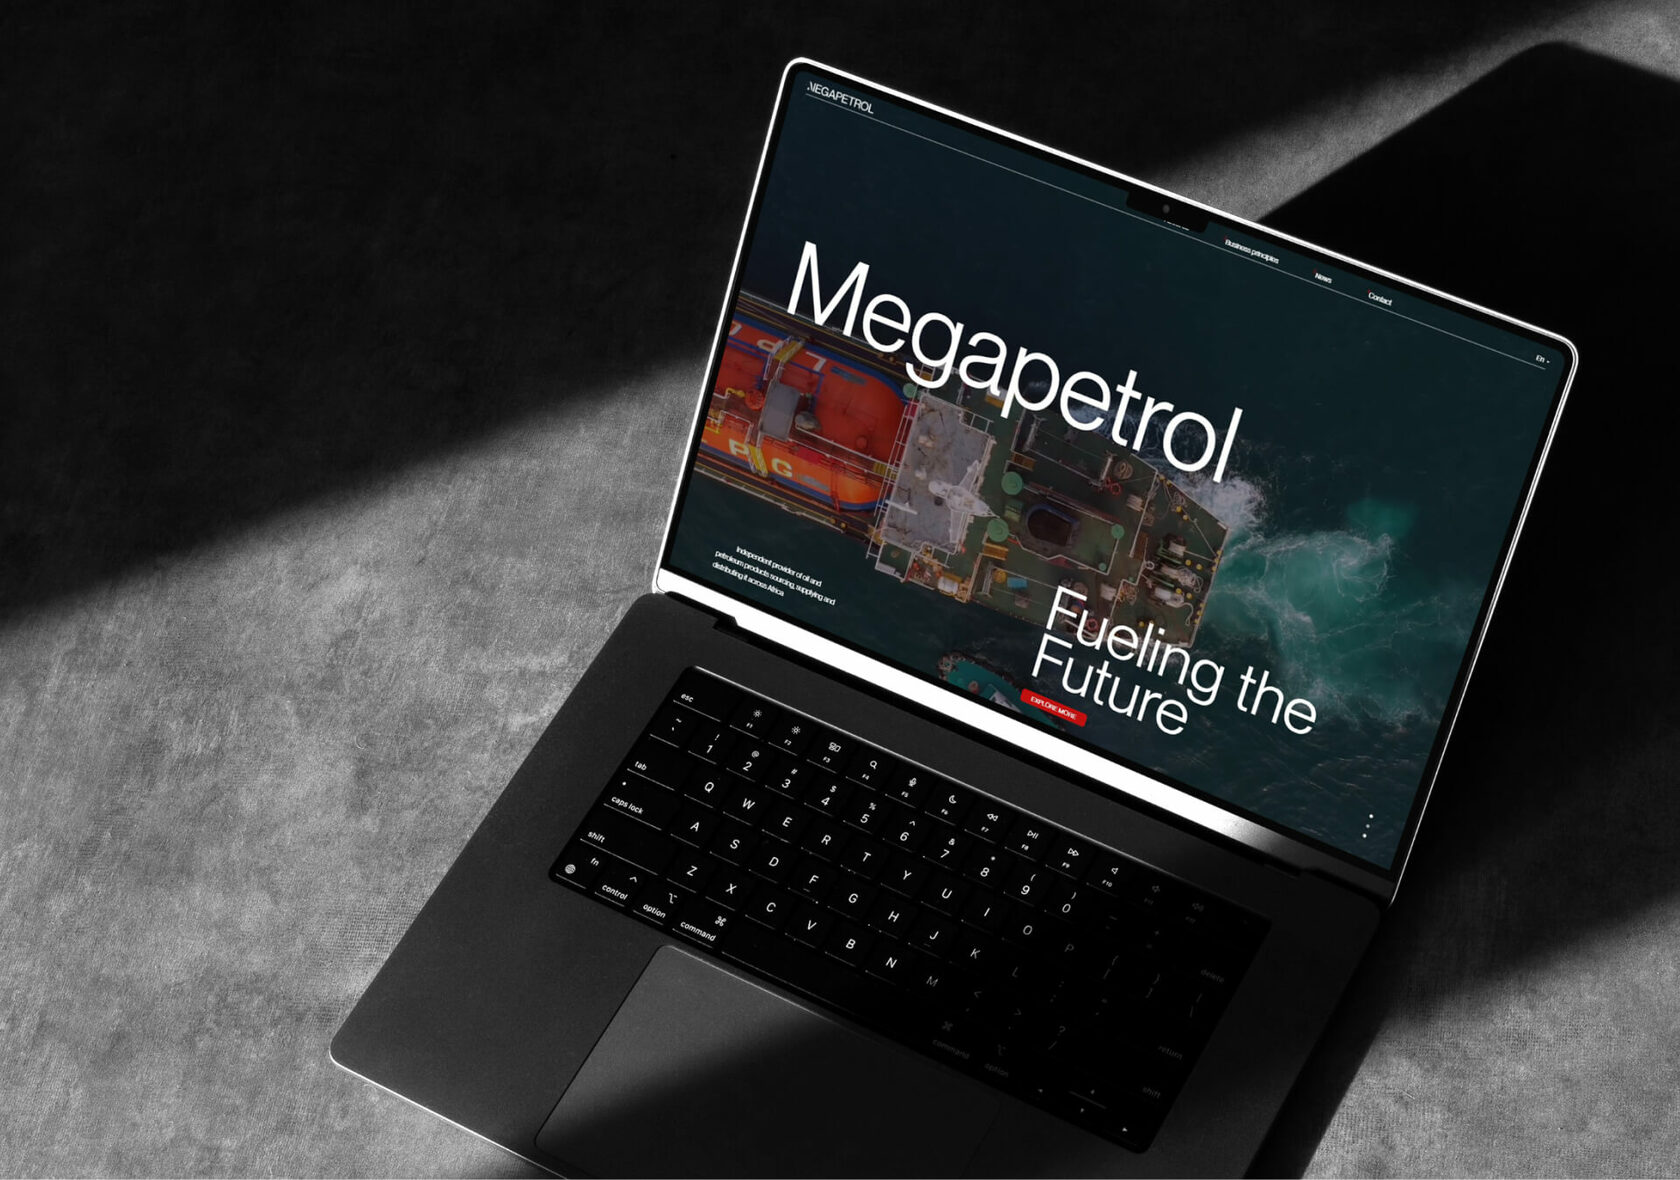 MEGAPETROL
Business principles
News
Contact
En
Megapetrol
P G
Independent provider of oil and
petroleum products sourcing, supplying and
distributing it across Africa
Fueling the
Future
EXPLORE MORE
esc
F1 F2 F3 F4 F5 F6 F7 F8 F9 F10
~ ! @ # $ % ^ & * ( )
1 2 3 4 5 6 7 8 9 0
delete
tab Q W E R T Y U I O P { }
caps lock A S D F G H J K L
return
shift Z X C V B N M < > ?
shift
fn control option command
command option